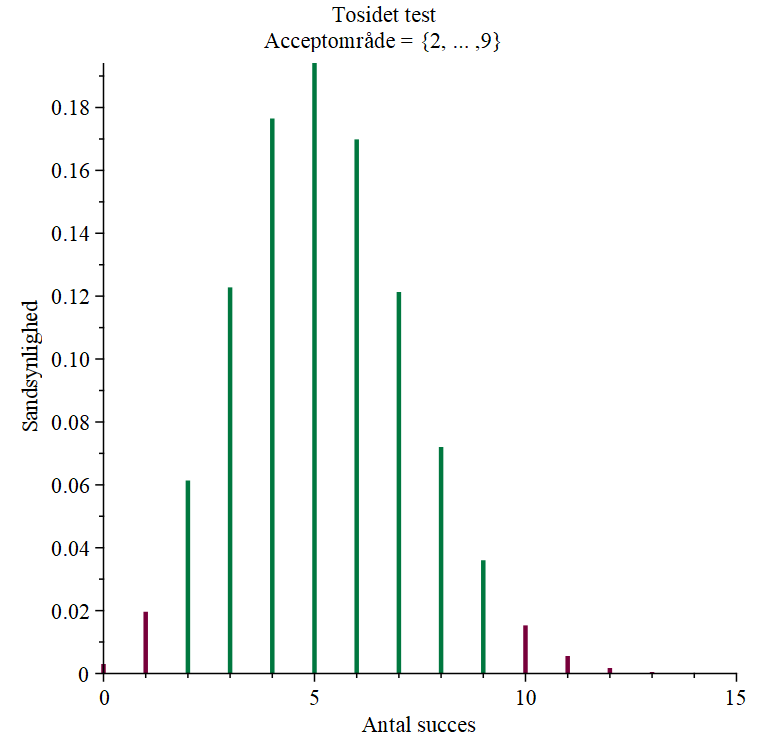 Tosidet test
Acceptområde = {2, ... ,9}
0.18
0.16
0.14
0.12
0.10
0.08
0.06
0.04
0.02
0
Sandsynlighed
0 5 10 15
Antal succes